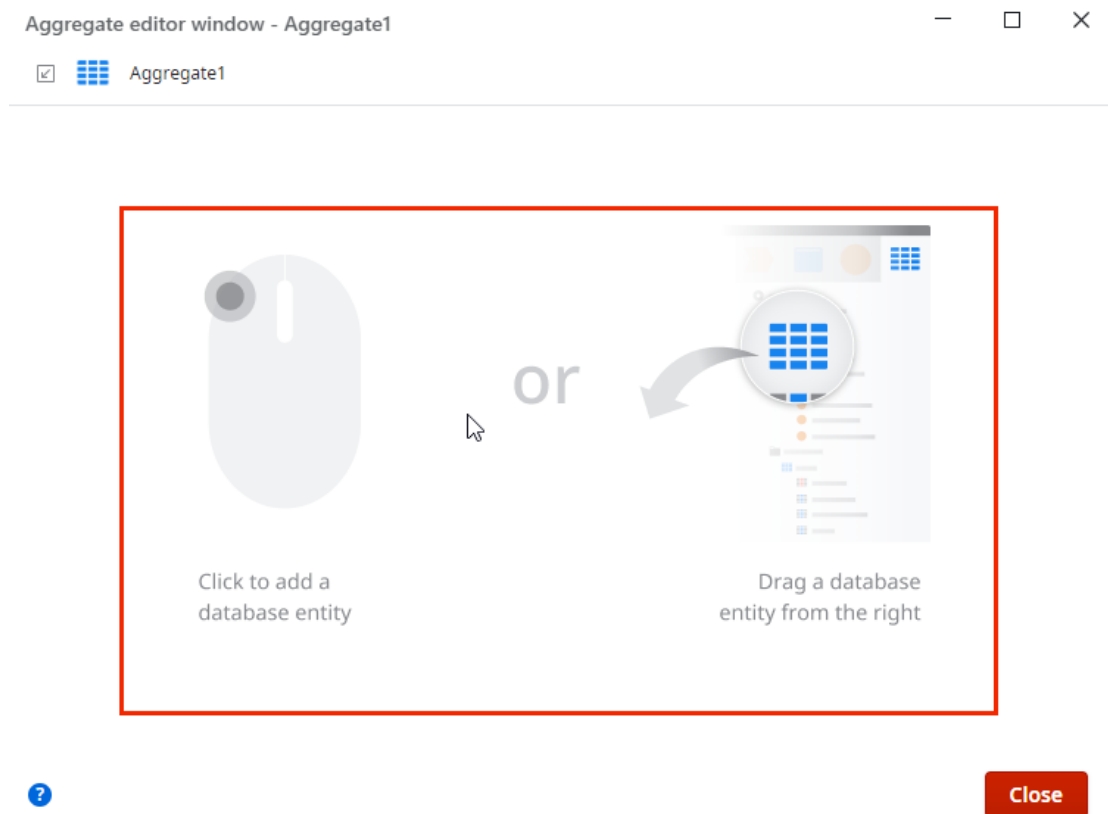 Aggregate editor window - Aggregate1
Aggregate1
or
Click to add a
database entity
Drag a database
entity from the right
?
Close